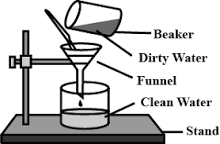 Beaker
Dirty Water
Funnel
Clean Water
Stand